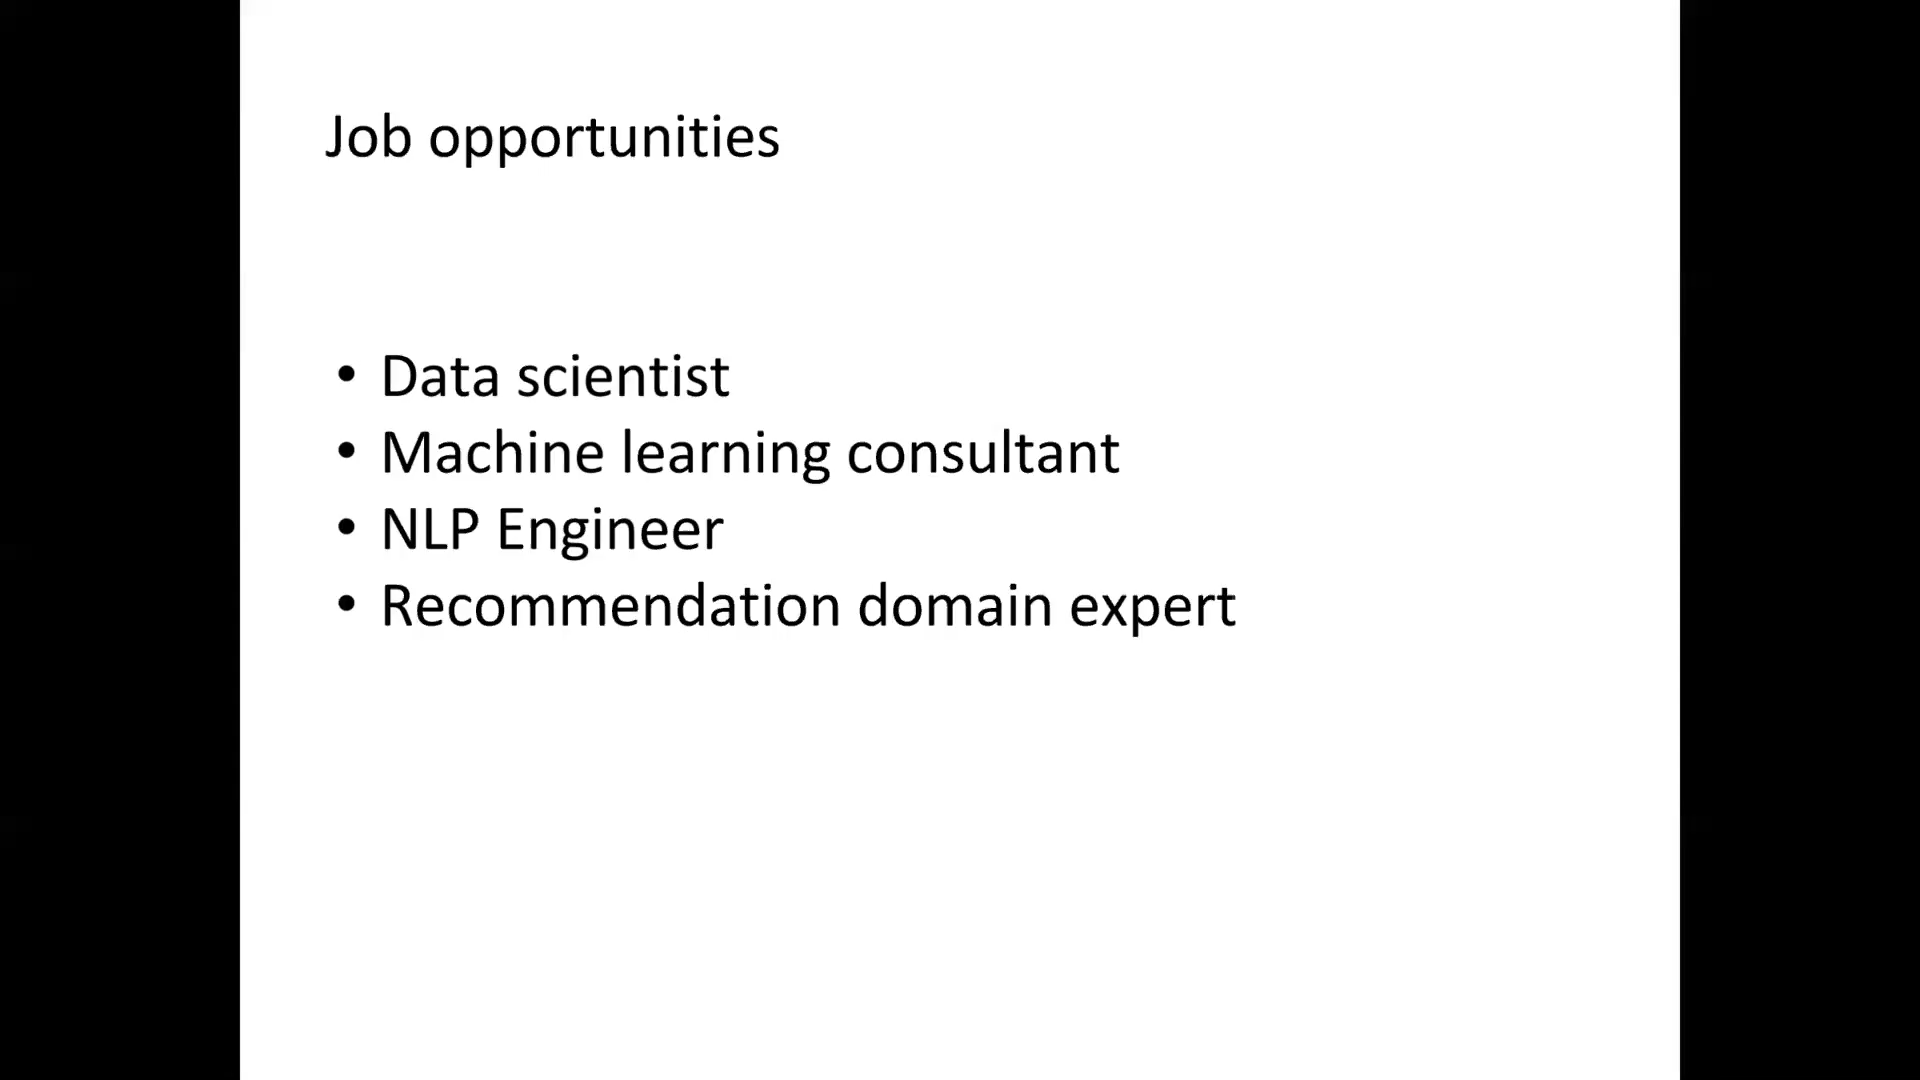 Job opportunities
• Data scientist
• Machine learning consultant
• NLP Engineer
• Recommendation domain expert